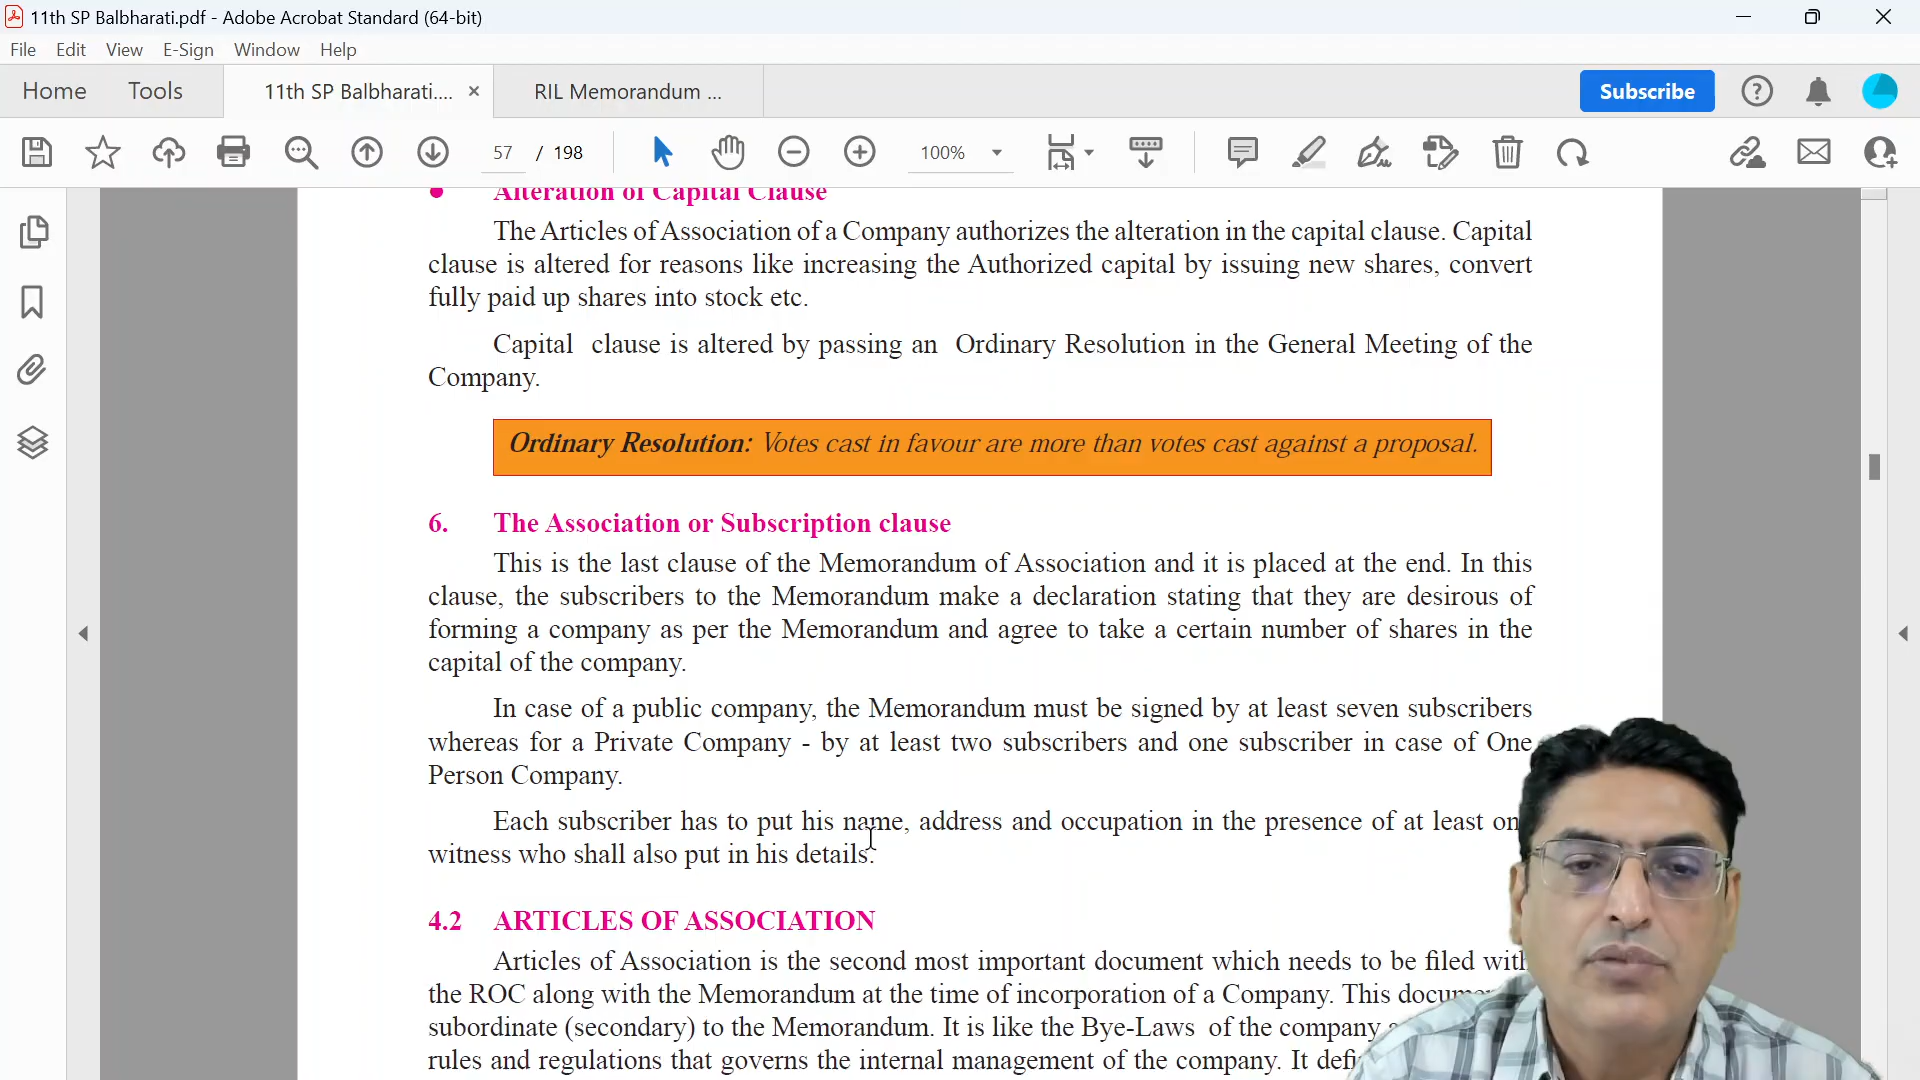 11th SP Balbharati.pdf - Adobe Acrobat Standard (64-bit)
File Edit View E-Sign Window Help
Home Tools 11th SP Balbharati.... × RIL Memorandum ... Subscribe
57 / 198 100%
Alteration of Capital Clause
The Articles of Association of a Company authorizes the alteration in the capital clause. Capital
clause is altered for reasons like increasing the Authorized capital by issuing new shares, convert
fully paid up shares into stock etc.
Capital clause is altered by passing an Ordinary Resolution in the General Meeting of the
Company.
Ordinary Resolution: Votes cast in favour are more than votes cast against a proposal.
6. The Association or Subscription clause
This is the last clause of the Memorandum of Association and it is placed at the end. In this
clause, the subscribers to the Memorandum make a declaration stating that they are desirous of
forming a company as per the Memorandum and agree to take a certain number of shares in the
capital of the company.
In case of a public company, the Memorandum must be signed by at least seven subscribers
whereas for a Private Company - by at least two subscribers and one subscriber in case of One
Person Company.
Each subscriber has to put his name, address and occupation in the presence of at least
witness who shall also put in his details.
4.2 ARTICLES OF ASSOCIATION
Articles of Association is the second most important document which needs to be filed
the ROC along with the Memorandum at the time of incorporation of a Company. This
subordinate (secondary) to the Memorandum. It is like the Bye-Laws of the company
rules and regulations that governs the internal management of the company. It